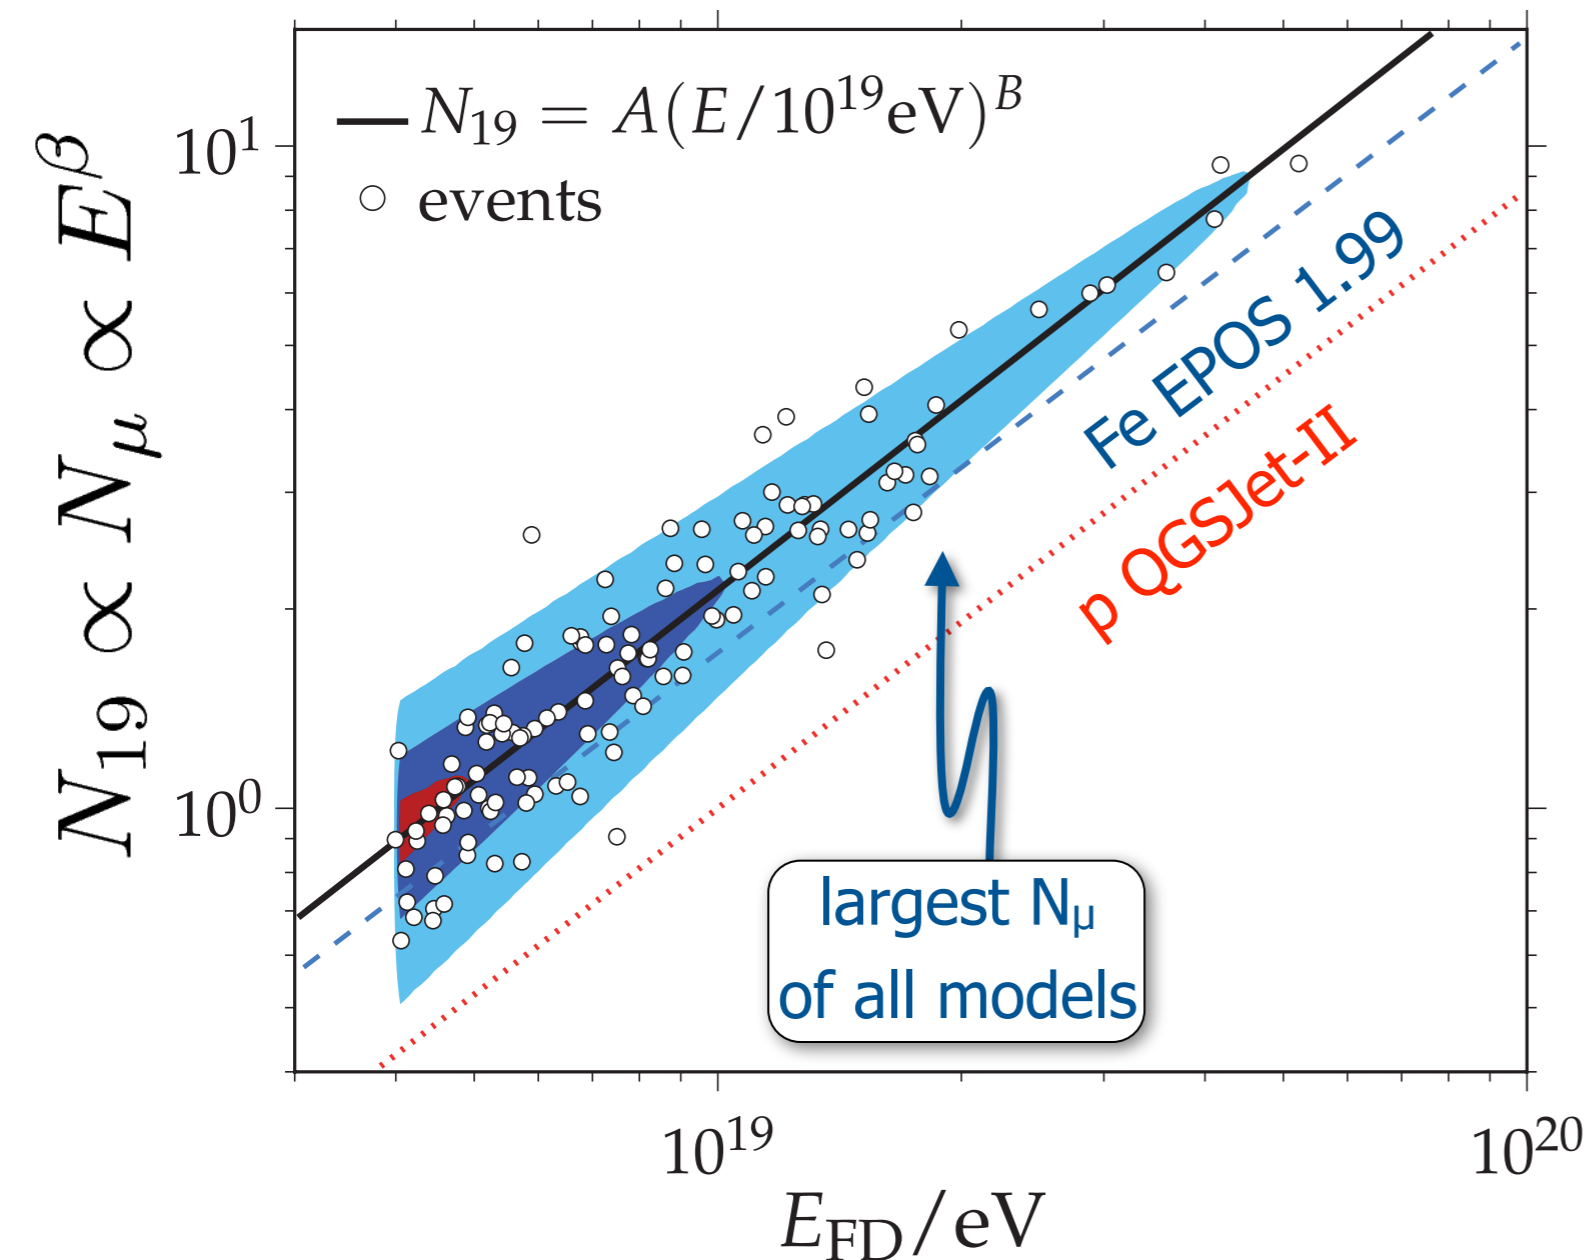 N₁₉ ∝ N_μ ∝ E^β
N₁₉ = A(E/10¹⁹eV)^B
events
10¹
10⁰
Fe EPOS 1.99
p QGSJet-II
largest N_μ
of all models
10¹⁹
10²⁰
E_FD/eV